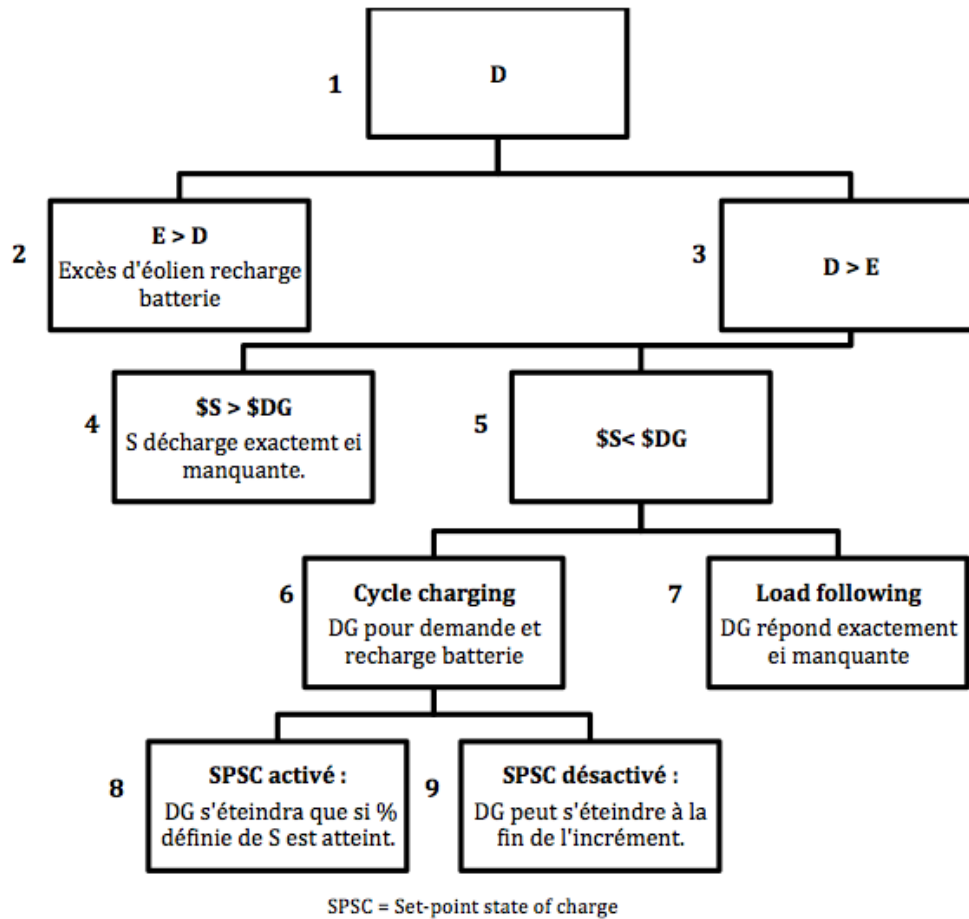 1
D
2
E > D
Excès d'éolien recharge
batterie
3
D > E
4
$S > $DG
S décharge exactemt ei
manquante.
5
$S< $DG
6
Cycle charging
DG pour demande et
recharge batterie
7
Load following
DG répond exactement
ei manquante
8
SPSC activé :
DG s'éteindra que si %
définie de S est atteint.
9
SPSC désactivé :
DG peut s'éteindre à la
fin de l'incrément.
SPSC = Set-point state of charge